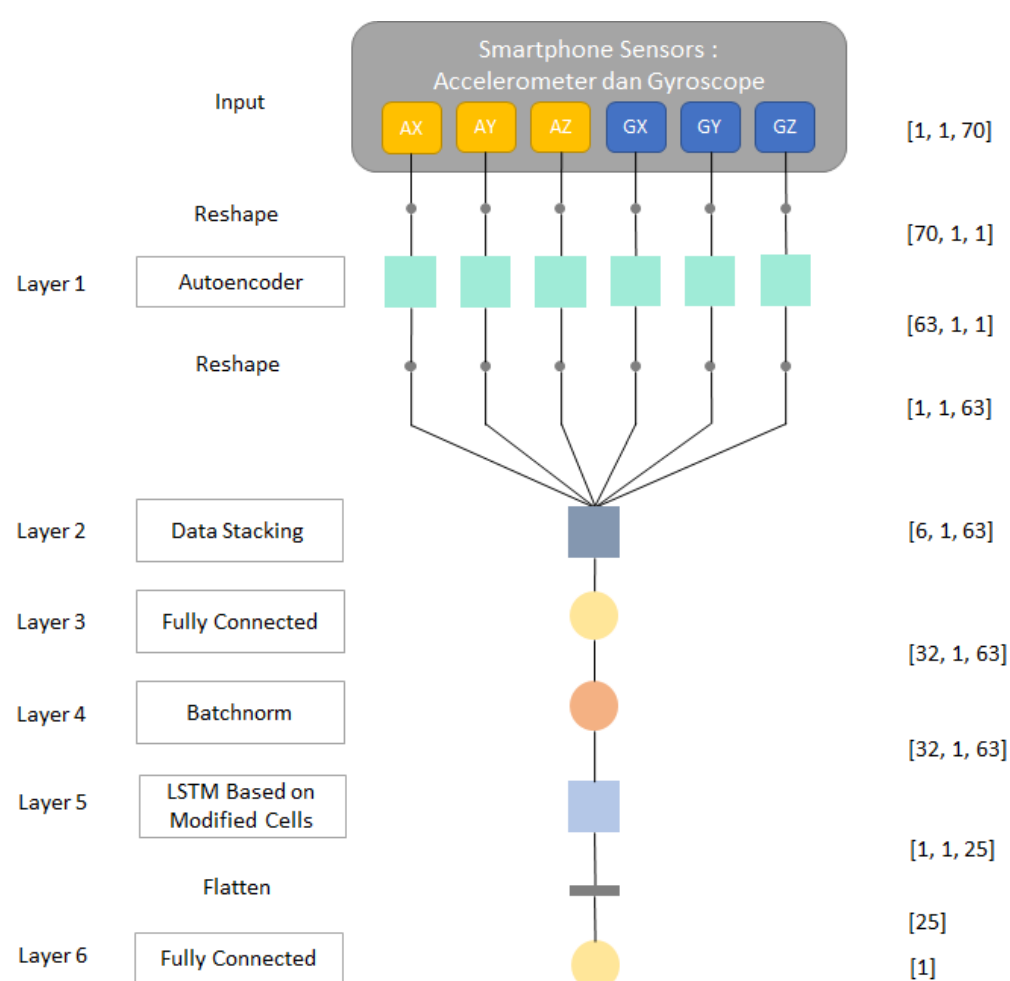 Smartphone Sensors :
Accelerometer dan Gyroscope
Input
AX AY AZ GX GY GZ
[1, 1, 70]
Reshape
[70, 1, 1]
Layer 1
Autoencoder
[63, 1, 1]
Reshape
[1, 1, 63]
Layer 2
Data Stacking
[6, 1, 63]
Layer 3
Fully Connected
[32, 1, 63]
Layer 4
Batchnorm
[32, 1, 63]
Layer 5
LSTM Based on
Modified Cells
[1, 1, 25]
Flatten
[25]
Layer 6
Fully Connected
[1]